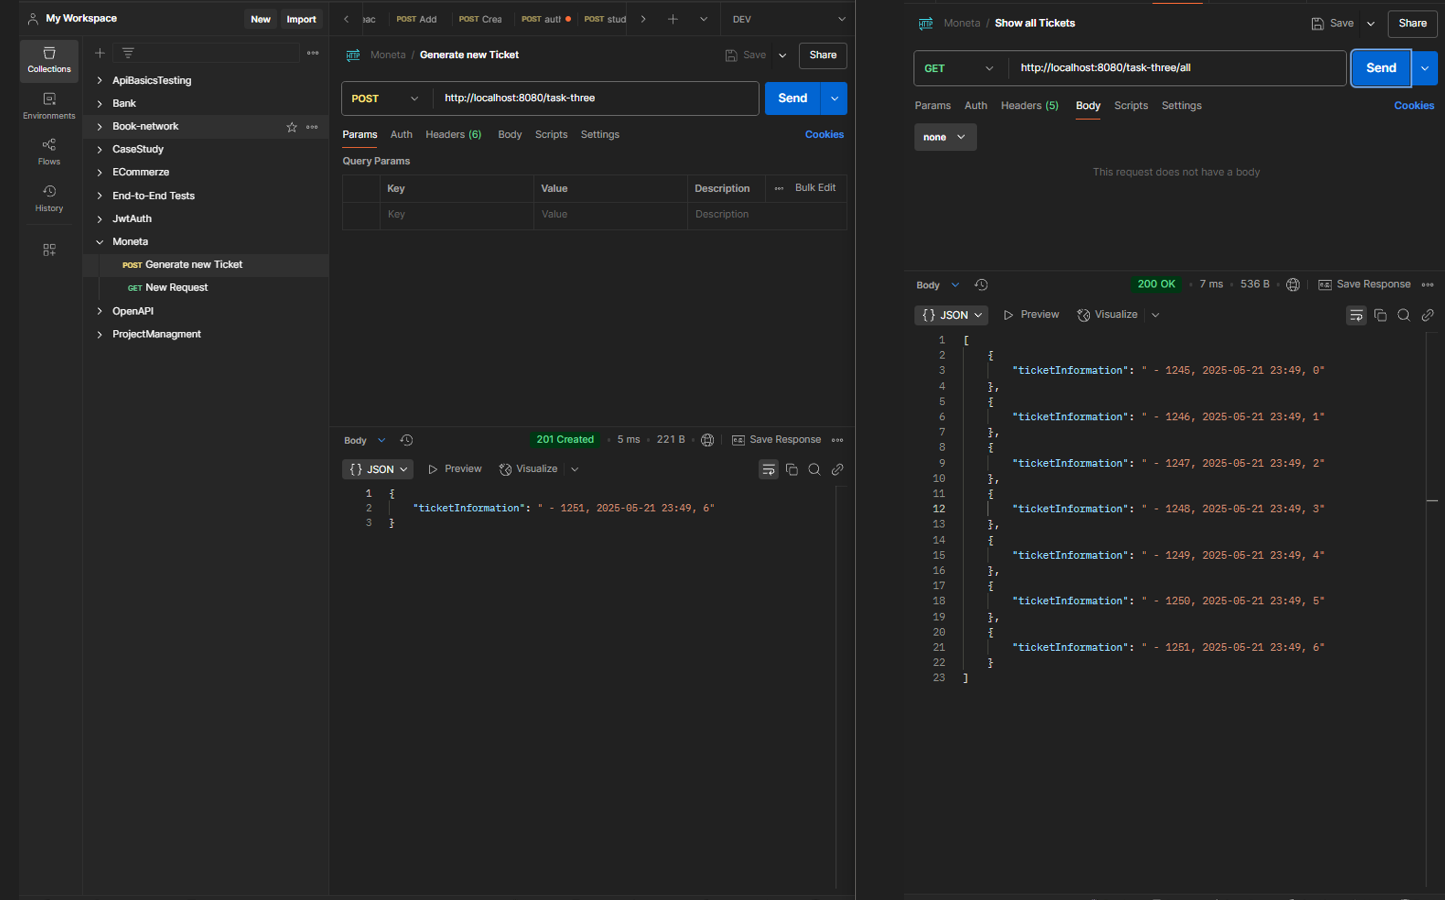 My Workspace
New
Import
Collections
Environments
Flows
History
ApiBasicsTesting
Bank
Book-network
CaseStudy
ECommerze
End-to-End Tests
JwtAuth
Moneta
POST Generate new Ticket
GET New Request
OpenAPI
ProjectManagment
POST Add
POST Crea
POST aut
POST stud
DEV
HTTP Moneta / Generate new Ticket
Save
Share
POST
http://localhost:8080/task-three
Send
Params Auth Headers (6) Body Scripts Settings
Cookies
Query Params
Key Value Description Bulk Edit
Key Value Description
Body
201 Created 5 ms 221 B Save Response
{} JSON Preview Visualize
1 {
2 "ticketInformation": " - 1251, 2025-05-21 23:49, 6"
3 }
HTTP Moneta / Show all Tickets
Save
Share
GET
http://localhost:8080/task-three/all
Send
Params Auth Headers (5) Body Scripts Settings
Cookies
none
This request does not have a body
Body
200 OK 7 ms 536 B Save Response
{} JSON Preview Visualize
1 [
2 {
3 "ticketInformation": " - 1245, 2025-05-21 23:49, 0"
4 },
5 {
6 "ticketInformation": " - 1246, 2025-05-21 23:49, 1"
7 },
8 {
9 "ticketInformation": " - 1247, 2025-05-21 23:49, 2"
10 },
11 {
12 "ticketInformation": " - 1248, 2025-05-21 23:49, 3"
13 },
14 {
15 "ticketInformation": " - 1249, 2025-05-21 23:49, 4"
16 },
17 {
18 "ticketInformation": " - 1250, 2025-05-21 23:49, 5"
19 },
20 {
21 "ticketInformation": " - 1251, 2025-05-21 23:49, 6"
22 }
23 ]